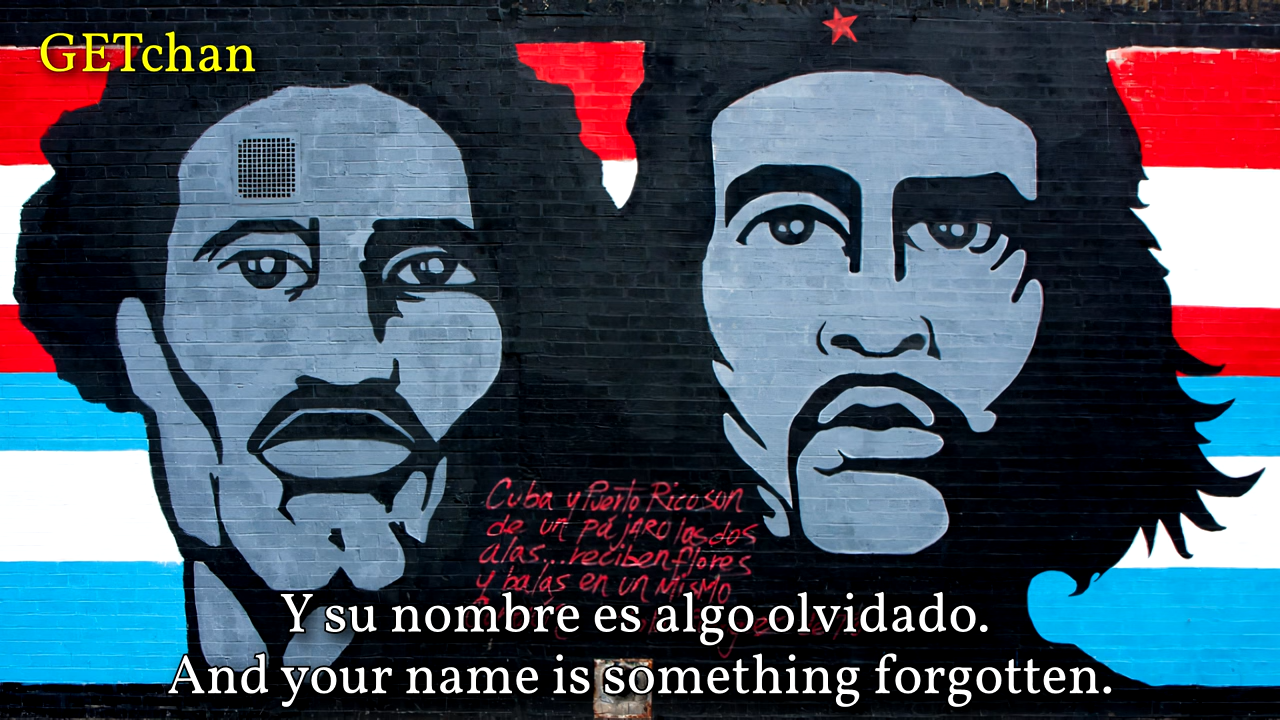 GETchan
Cuba y Puerto Rico son
de un pájaro las dos
alas...reciben flores
y balas en un mismo
Y su nombre es algo olvidado.
And your name is something forgotten.